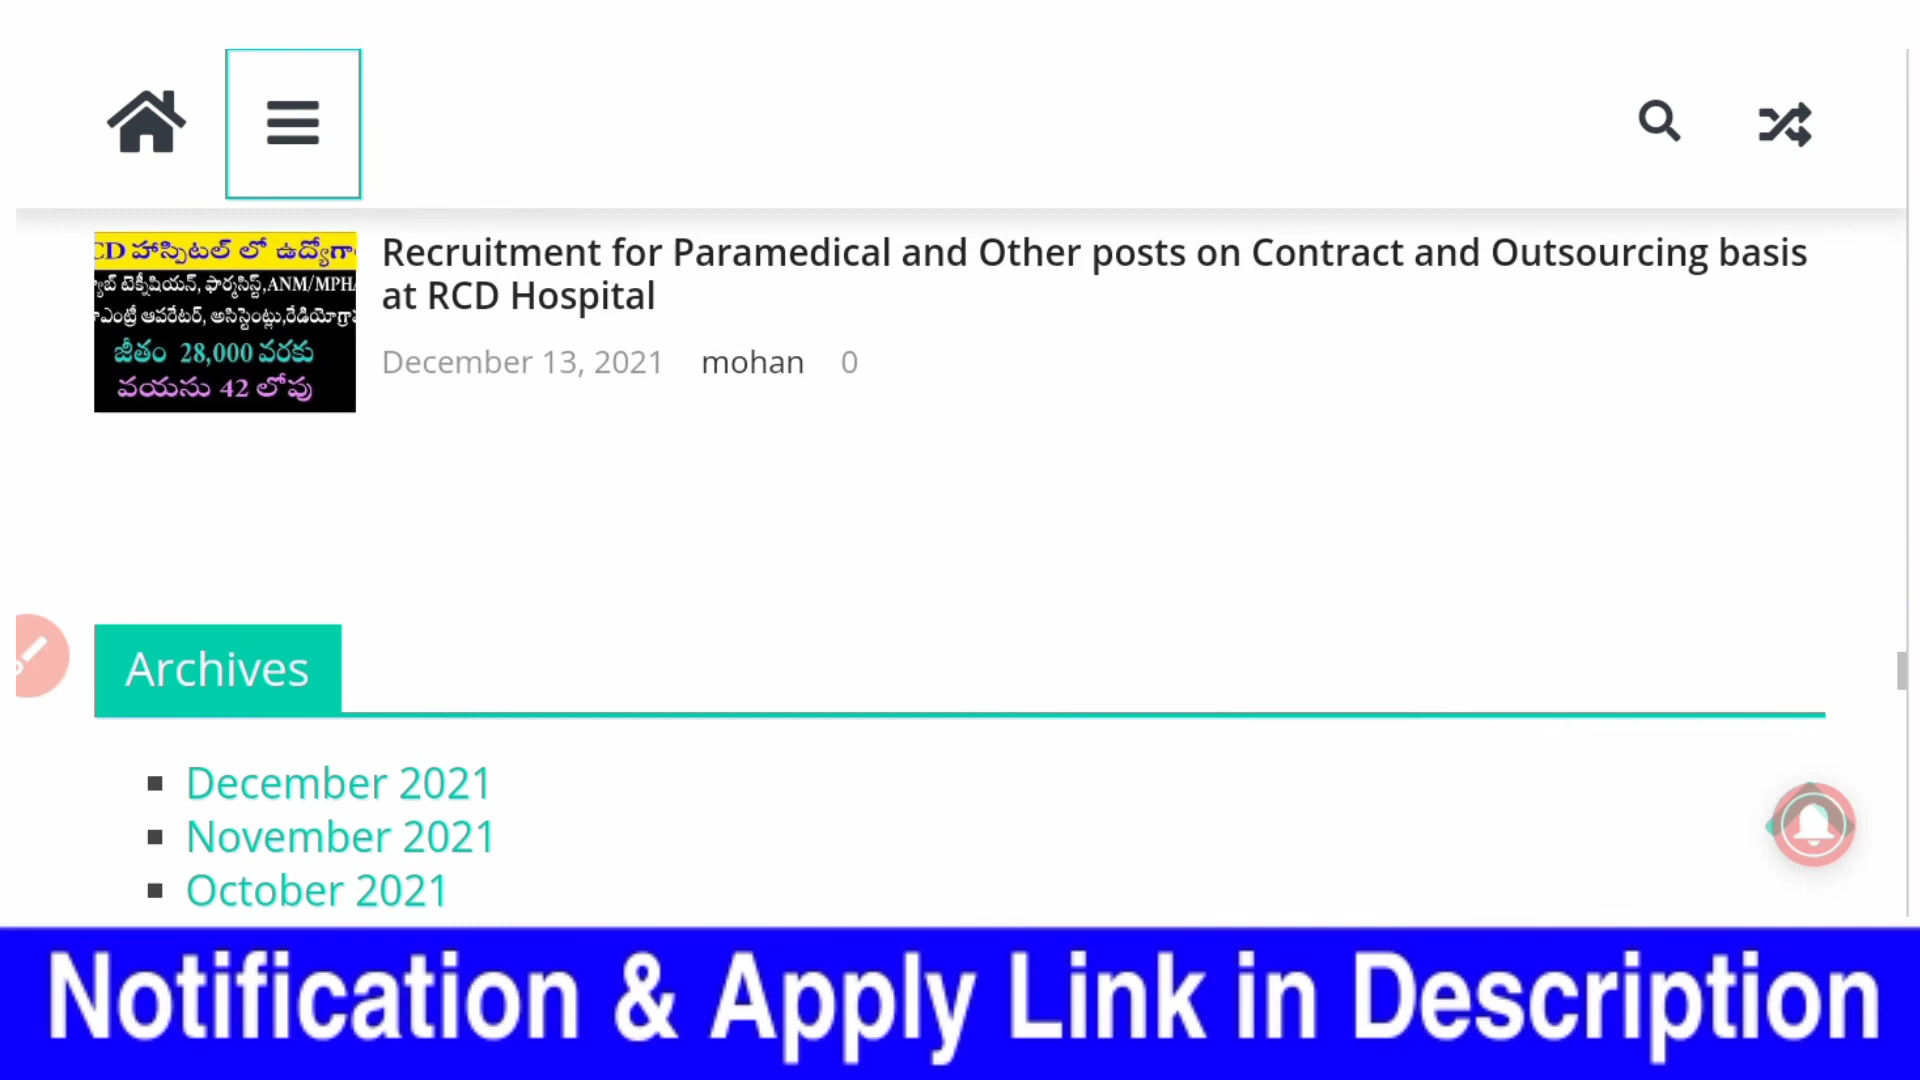 CD హాస్పిటల్ లో ఉద్యోగా
టెక్నీషియన్, ఫార్మసిస్ట్,ANM/MPHA
ఆపరేటర్, అసిస్టెంట్లు,రేడియోగ్రా
జీతం 28,000 వరకు
వయసు 42 లోపు
Recruitment for Paramedical and Other posts on Contract and Outsourcing basis
at RCD Hospital
December 13, 2021 mohan 0
Archives
December 2021
November 2021
October 2021
Notification & Apply Link in Description